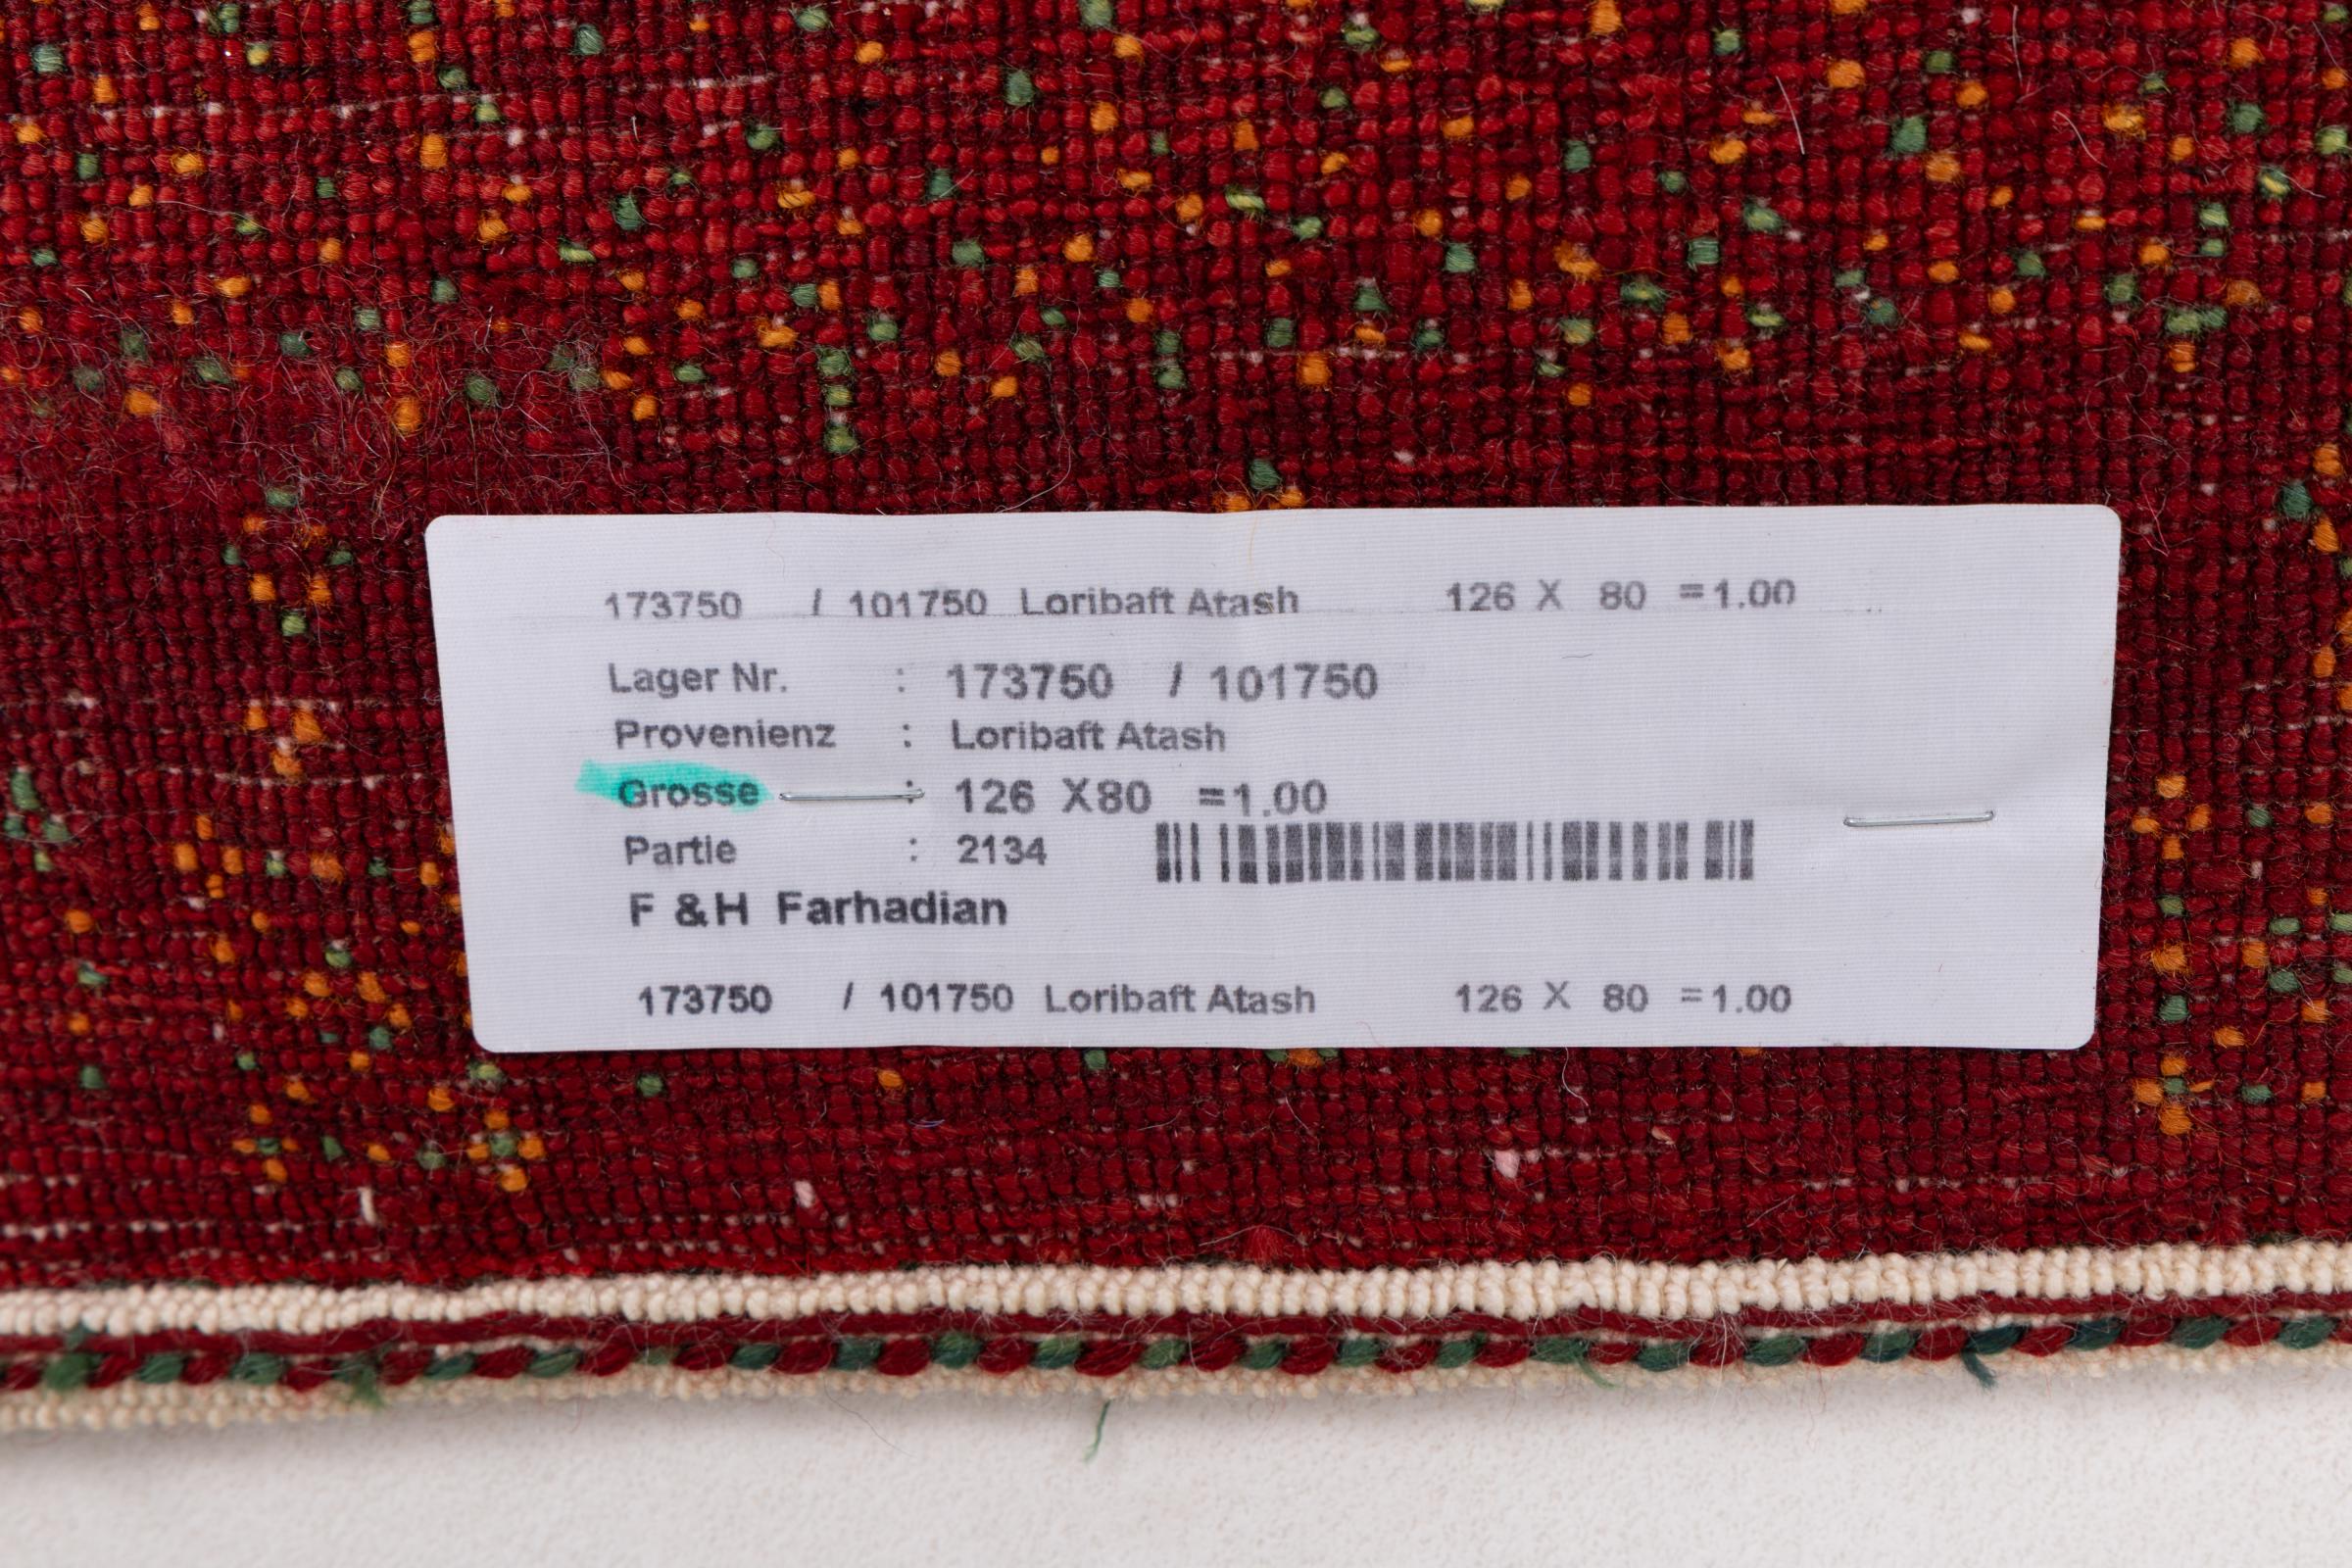 173750 / 101750 Loribaft Atash 126 X 80 =1.00
Lager Nr. : 173750 / 101750
Provenienz : Loribaft Atash
Grosse : 126 X80 =1.00
Partie : 2134
F &H Farhadian
173750 / 101750 Loribaft Atash 126 X 80 =1.00